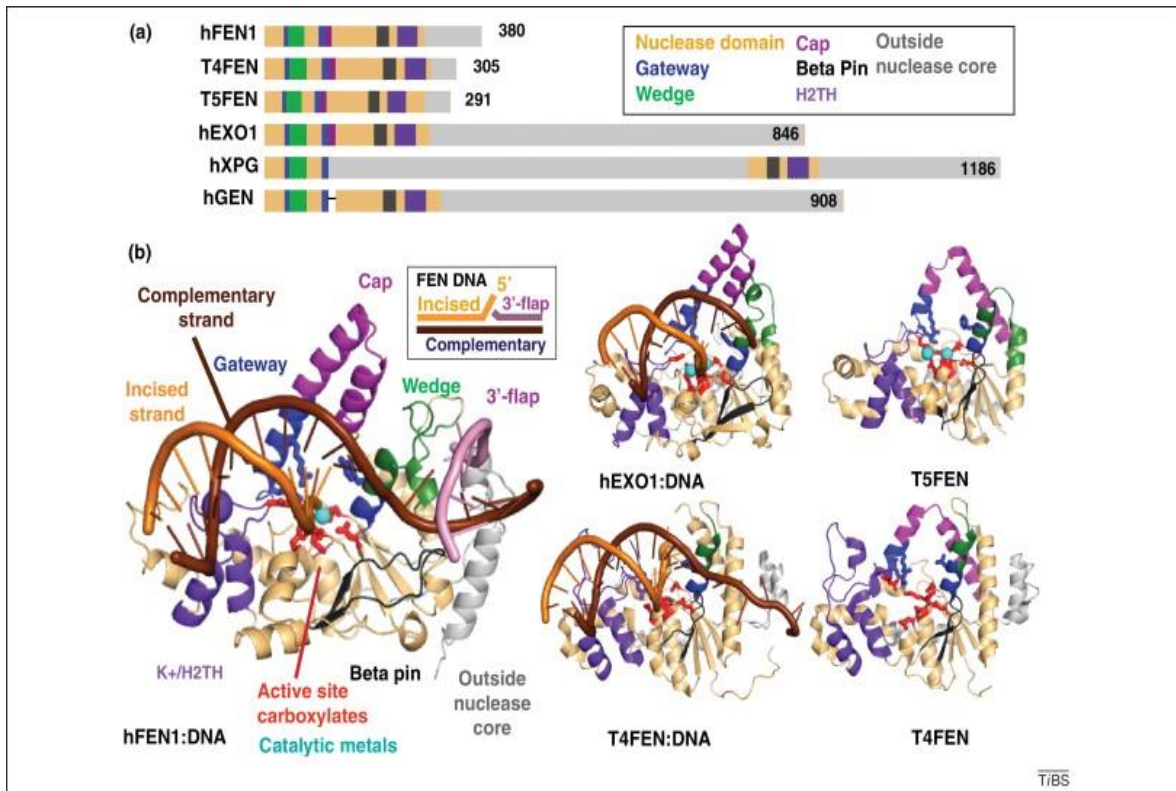 (a)
hFEN1
380
T4FEN
305
T5FEN
291
hEXO1
846
hXPG
1186
hGEN
908
Nuclease domain
Gateway
Wedge
Cap
Beta Pin
H2TH
Outside
nuclease core
(b)
Complementary
strand
Cap
Gateway
Incised
strand
FEN DNA 5'
Incised 3'-flap
Complementary
Wedge
3'-flap
K+/H2TH
Active site
carboxylates
Catalytic metals
Beta pin
Outside
nuclease
core
hFEN1:DNA
hEXO1:DNA
T5FEN
T4FEN:DNA
T4FEN
TiBS